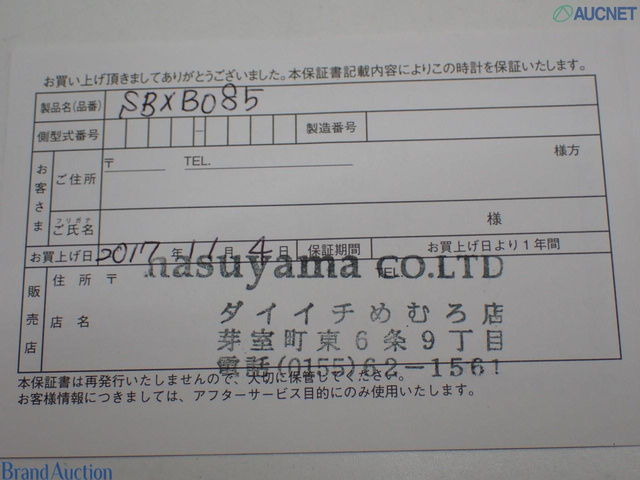 AUCNET
お買い上げ頂きましてありがとうございました。本保証書記載内容によりこの時計を保証いたします。
製品名(品番) SBXB085
側型式番号 製造番号
お客さま
ご住所 〒 TEL. 様方
フリガナ
ご氏名 様
お買上げ日 2017年 11月 4日 保証期間 お買上げ日より1年間
販売店
住所 〒 TEL.
hasuyama CO.LTD
店名 ダイイチめむろ店
芽室町東6条9丁目
電話(0155)62-1561
本保証書は再発行いたしませんので、大切に保管してください。
お客様情報につきましては、アフターサービス目的にのみ使用いたします。
Brand Auction